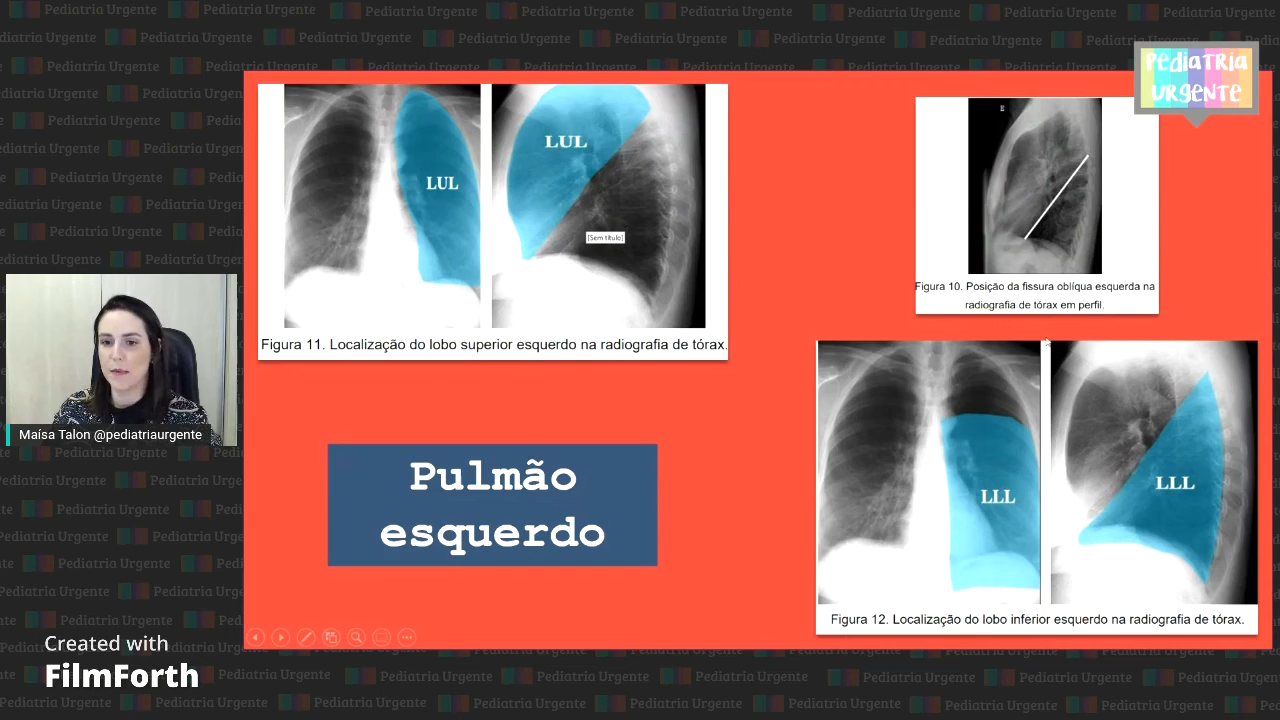 PEDIATRIA
URGENTE
LUL
LUL
[Sem título]
Figura 11. Localização do lobo superior esquerdo na radiografia de tórax.
E
Figura 10. Posição da fissura oblíqua esquerda na
radiografia de tórax em perfil.
Maísa Talon @pediatriaurgente
Pulmão
esquerdo
LLL
LLL
Figura 12. Localização do lobo inferior esquerdo na radiografia de tórax.
Created with
FilmForth
Pediatria Urgente